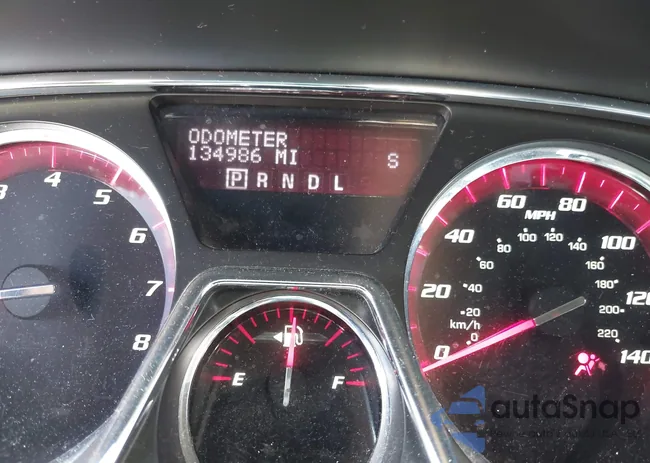 ODOMETER
134986 MI S
P R N D L
3 4 5 6 7 8
E F
0 20 40 60 80 100 120 140
MPH
0 20 40 60 80 100 120 140 160 180 200 220
km/h
autoSnap